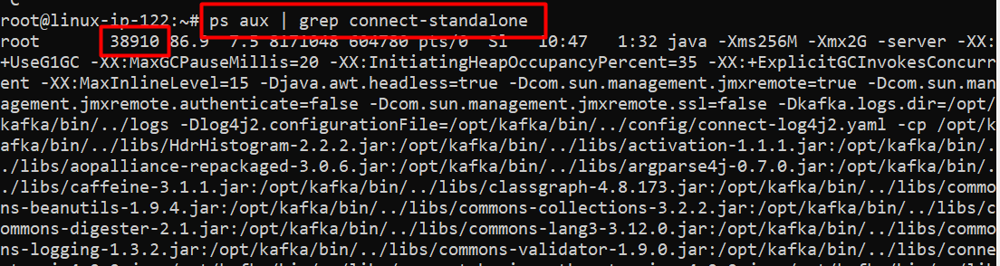 root@linux-ip-122:~# ps aux | grep connect-standalone
root 38910 86.9 7.5 8171048 604780 pts/0 Sl 10:47 1:32 java -Xms256M -Xmx2G -server -XX:
+UseG1GC -XX:MaxGCPauseMillis=20 -XX:InitiatingHeapOccupancyPercent=35 -XX:+ExplicitGCInvokesConcurr
ent -XX:MaxInlineLevel=15 -Djava.awt.headless=true -Dcom.sun.management.jmxremote=true -Dcom.sun.man
agement.jmxremote.authenticate=false -Dcom.sun.management.jmxremote.ssl=false -Dkafka.logs.dir=/opt/
kafka/bin/../logs -Dlog4j2.configurationFile=/opt/kafka/bin/../config/connect-log4j2.yaml -cp /opt/k
afka/bin/../libs/HdrHistogram-2.2.2.jar:/opt/kafka/bin/../libs/activation-1.1.1.jar:/opt/kafka/bin/.
./libs/aopalliance-repackaged-3.0.6.jar:/opt/kafka/bin/../libs/argparse4j-0.7.0.jar:/opt/kafka/bin/.
./libs/caffeine-3.1.1.jar:/opt/kafka/bin/../libs/classgraph-4.8.173.jar:/opt/kafka/bin/../libs/commo
ns-beanutils-1.9.4.jar:/opt/kafka/bin/../libs/commons-collections-3.2.2.jar:/opt/kafka/bin/../libs/c
ommons-digester-2.1.jar:/opt/kafka/bin/../libs/commons-lang3-3.12.0.jar:/opt/kafka/bin/../libs/commo
ns-logging-1.3.2.jar:/opt/kafka/bin/../libs/commons-validator-1.9.0.jar:/opt/kafka/bin/../libs/conne